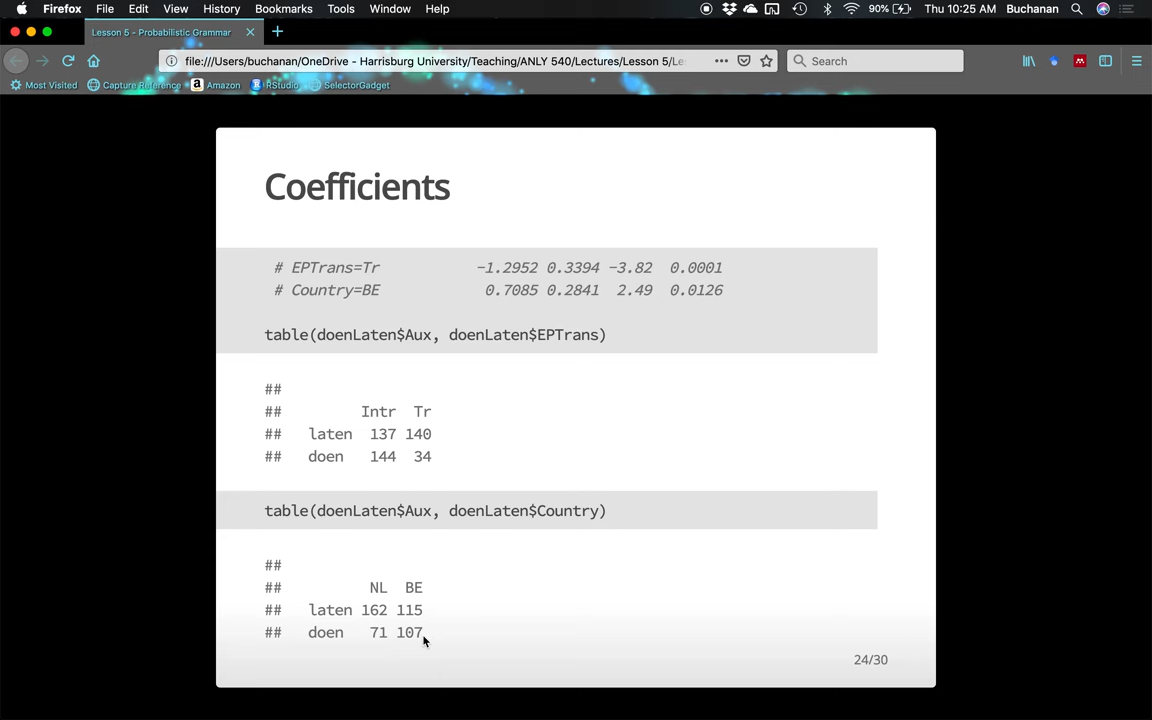 Firefox File Edit View History Bookmarks Tools Window Help 90% Thu 10:25 AM Buchanan
Lesson 5 - Probabilistic Grammar
file:///Users/buchanan/OneDrive - Harrisburg University/Teaching/ANLY 540/Lectures/Lesson 5/Le
Search
Most Visited Capture Reference Amazon RStudio SelectorGadget
Coefficients
# EPTrans=Tr -1.2952 0.3394 -3.82 0.0001
# Country=BE 0.7085 0.2841 2.49 0.0126
table(doenLaten$Aux, doenLaten$EPTrans)
##
## Intr Tr
## laten 137 140
## doen 144 34
table(doenLaten$Aux, doenLaten$Country)
##
## NL BE
## laten 162 115
## doen 71 107
24/30